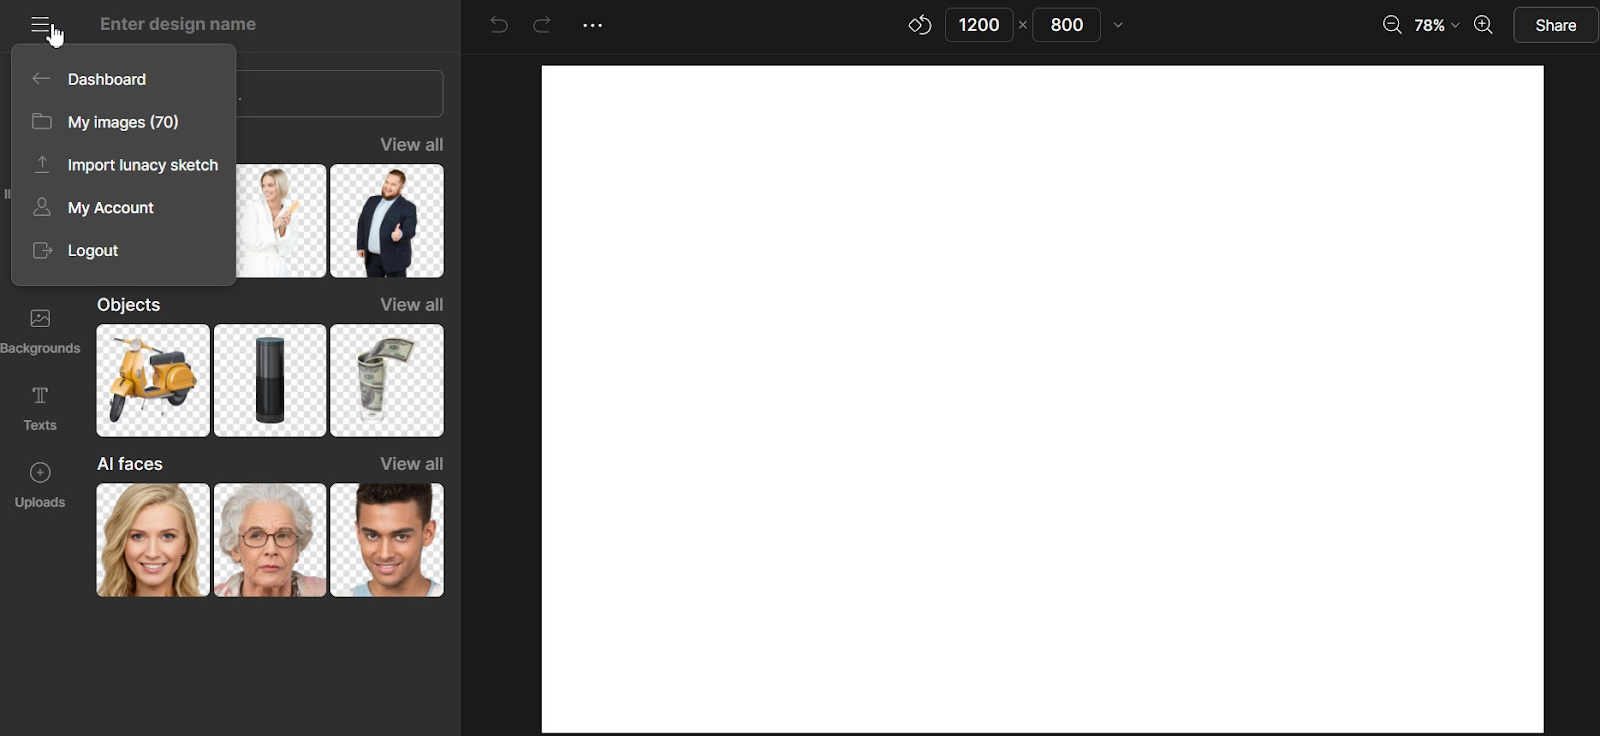 Enter design name
1200 × 800
78%
Share
Dashboard
My images (70)
Import lunacy sketch
My Account
Logout
View all
Objects
View all
Backgrounds
Texts
AI faces
View all
Uploads